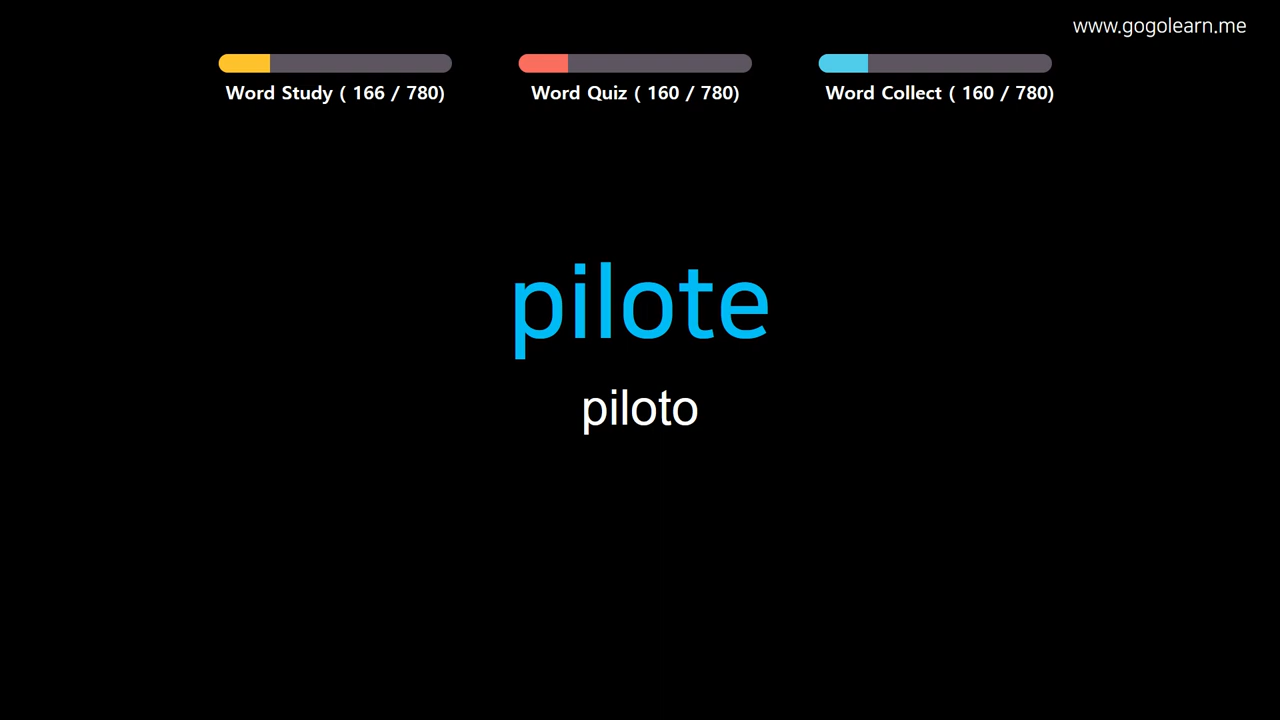 www.gogolearn.me
Word Study ( 166 / 780)
Word Quiz ( 160 / 780)
Word Collect ( 160 / 780)
pilote
piloto